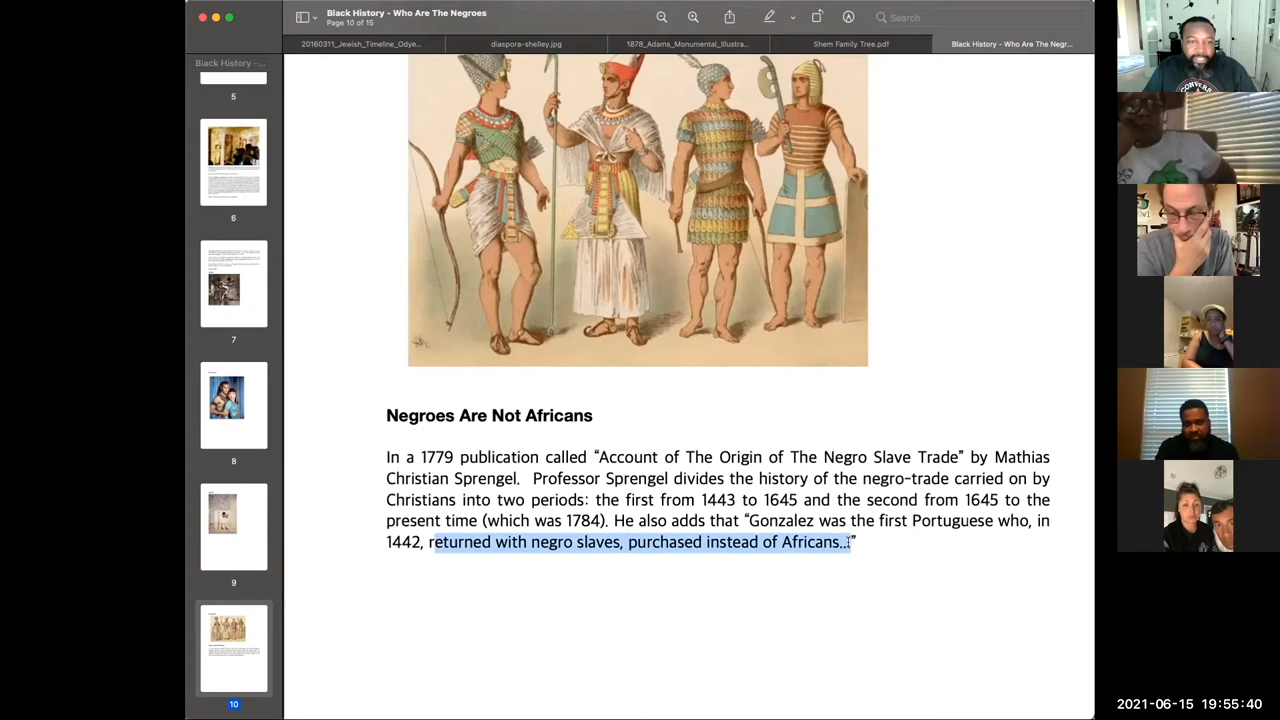 Black History - Who Are The Negroes
Page 10 of 15
Search
20160311_Jewish_Timeline_Odye...
diaspora-shelley.jpg
1878_Adams_Monumental_Illustra...
Shem Family Tree.pdf
Black History - Who Are The Negr...
Black History -...
5
6
7
8
9
10
Negroes Are Not Africans
In a 1779 publication called “Account of The Origin of The Negro Slave Trade” by Mathias
Christian Sprengel. Professor Sprengel divides the history of the negro-trade carried on by
Christians into two periods: the first from 1443 to 1645 and the second from 1645 to the
present time (which was 1784). He also adds that “Gonzalez was the first Portuguese who, in
1442, returned with negro slaves, purchased instead of Africans...”
CONVERS
2021-06-15 19:55:40